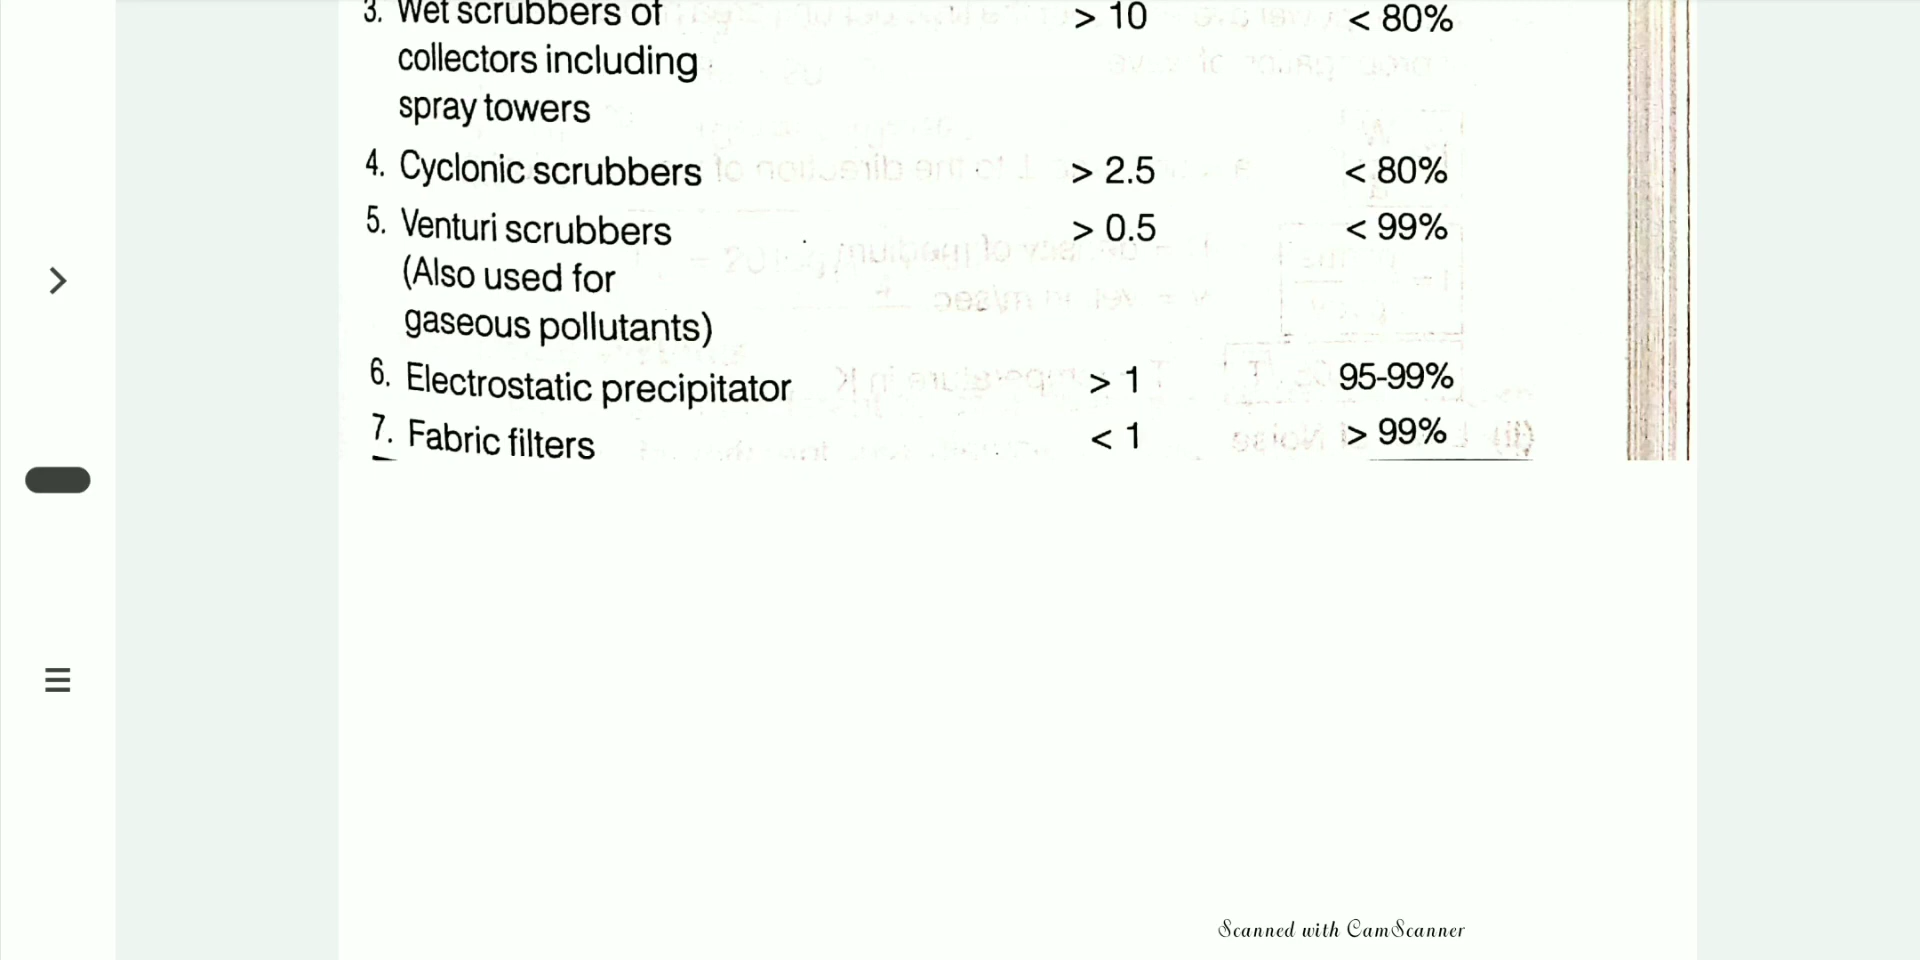 3. Wet scrubbers of > 10 < 80%
collectors including
spray towers
4. Cyclonic scrubbers > 2.5 < 80%
5. Venturi scrubbers > 0.5 < 99%
(Also used for
gaseous pollutants)
6. Electrostatic precipitator > 1 95-99%
7. Fabric filters < 1 > 99%
Scanned with CamScanner